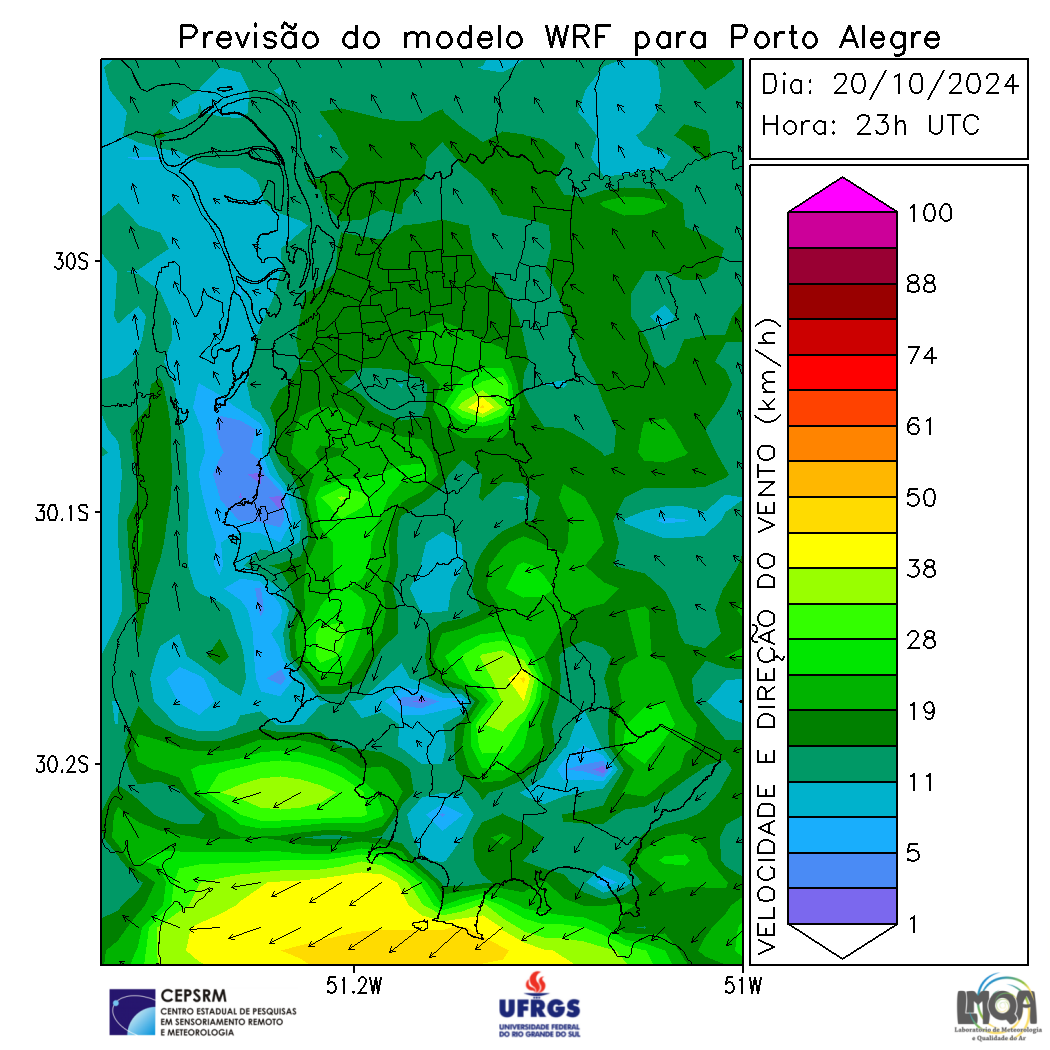 Previsão do modelo WRF para Porto Alegre
Dia: 20/10/2024
Hora: 23h UTC
30S
30.1S
30.2S
51.2W
51W
VELOCIDADE E DIREÇÃO DO VENTO (km/h)
100
88
74
61
50
38
28
19
11
5
1
CEPSRM
CENTRO ESTADUAL DE PESQUISAS
EM SENSORIAMENTO REMOTO
E METEOROLOGIA
UFRGS
UNIVERSIDADE FEDERAL
DO RIO GRANDE DO SUL
LMQA
Laboratório de Meteorologia
e Qualidade do Ar